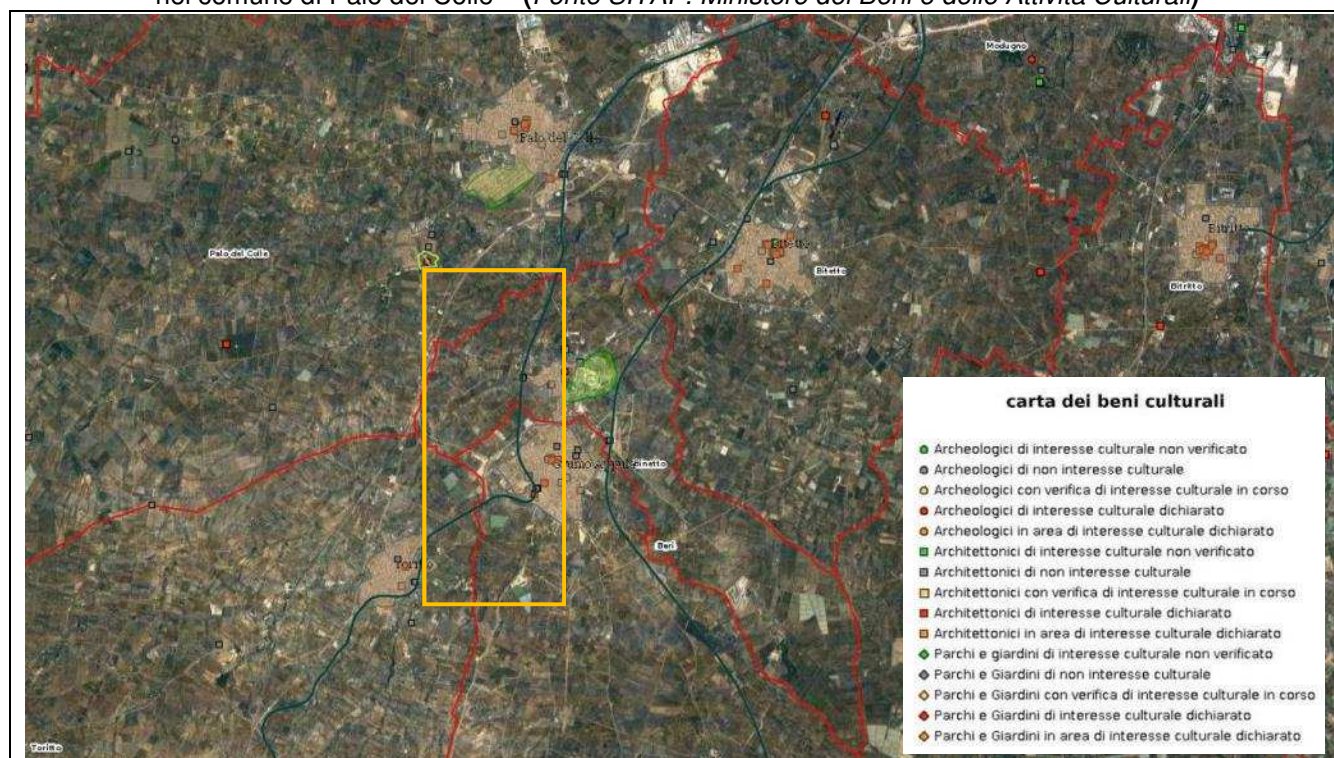 nel comune di Palo del Colle – (Fonte SITAP: Ministero dei Beni e delle Attività Culturali)
Modugno
Palo del Colle
Palo del Colle
Bitetto
Bitetto
Bitritto
Bitritto
Grumo Appula
Binetto
Bari
Toritto
Toritto
carta dei beni culturali
Archeologici di interesse culturale non verificato
Archeologici di non interesse culturale
Archeologici con verifica di interesse culturale in corso
Archeologici di interesse culturale dichiarato
Archeologici in area di interesse culturale dichiarato
Architettonici di interesse culturale non verificato
Architettonici di non interesse culturale
Architettonici con verifica di interesse culturale in corso
Architettonici di interesse culturale dichiarato
Architettonici in area di interesse culturale dichiarato
Parchi e giardini di interesse culturale non verificato
Parchi e Giardini di non interesse culturale
Parchi e Giardini con verifica di interesse culturale in corso
Parchi e Giardini di interesse culturale dichiarato
Parchi e Giardini in area di interesse culturale dichiarato